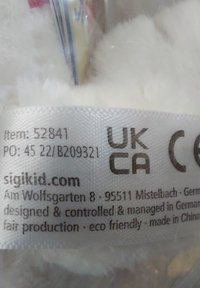 Item: 52841
PO: 45 22/B209321
UK
CA
CE
sigikid.com
Am Wolfsgarten 8 · 95511 Mistelbach · Germ
designed & controlled & managed in German
fair production · eco friendly · made in China